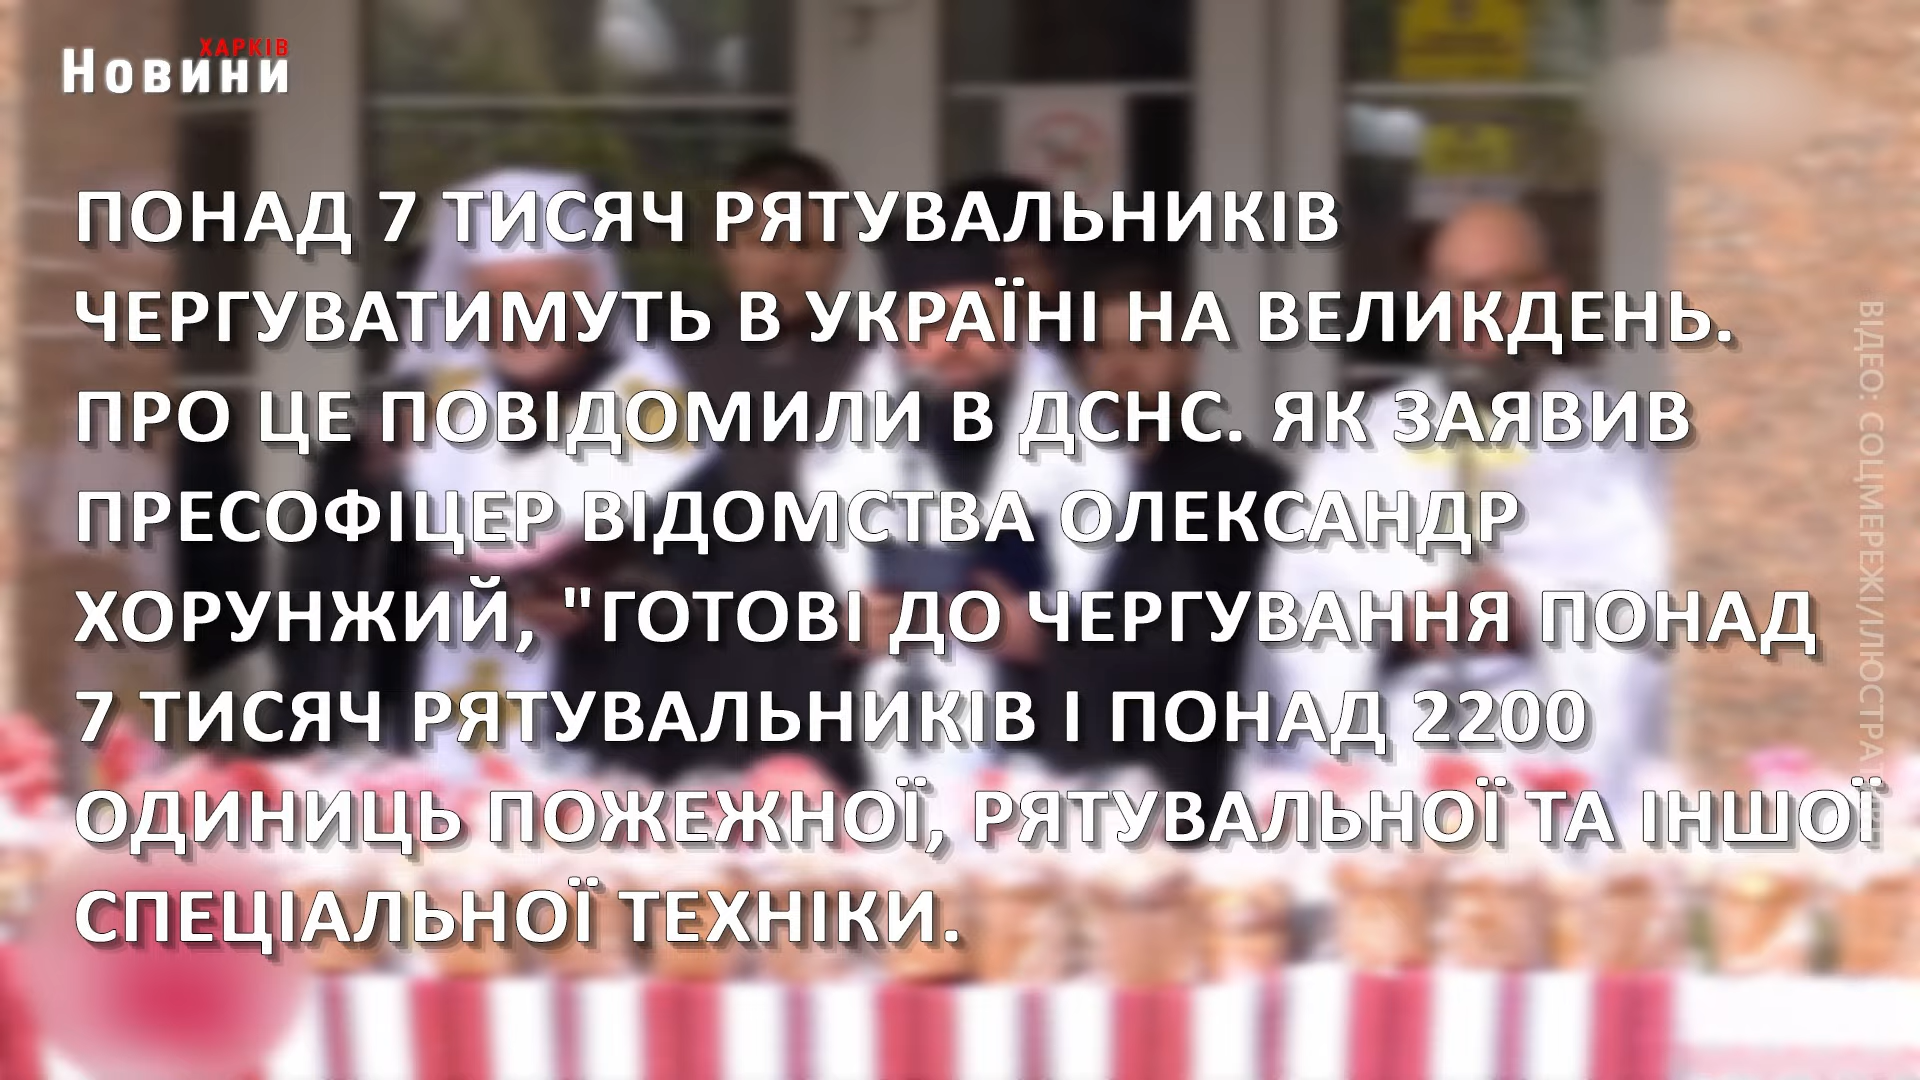 ХАРКІВ
Новини
ПОНАД 7 ТИСЯЧ РЯТУВАЛЬНИКІВ
ЧЕРГУВАТИМУТЬ В УКРАЇНІ НА ВЕЛИКДЕНЬ.
ПРО ЦЕ ПОВІДОМИЛИ В ДСНС. ЯК ЗАЯВИВ
ПРЕСОФІЦЕР ВІДОМСТВА ОЛЕКСАНДР
ХОРУНЖИЙ, "ГОТОВІ ДО ЧЕРГУВАННЯ ПОНАД
7 ТИСЯЧ РЯТУВАЛЬНИКІВ І ПОНАД 2200
ОДИНИЦЬ ПОЖЕЖНОЇ, РЯТУВАЛЬНОЇ ТА ІНШОЇ
СПЕЦІАЛЬНОЇ ТЕХНІКИ.
ВІДЕО: СОЦМЕРЕЖІ/